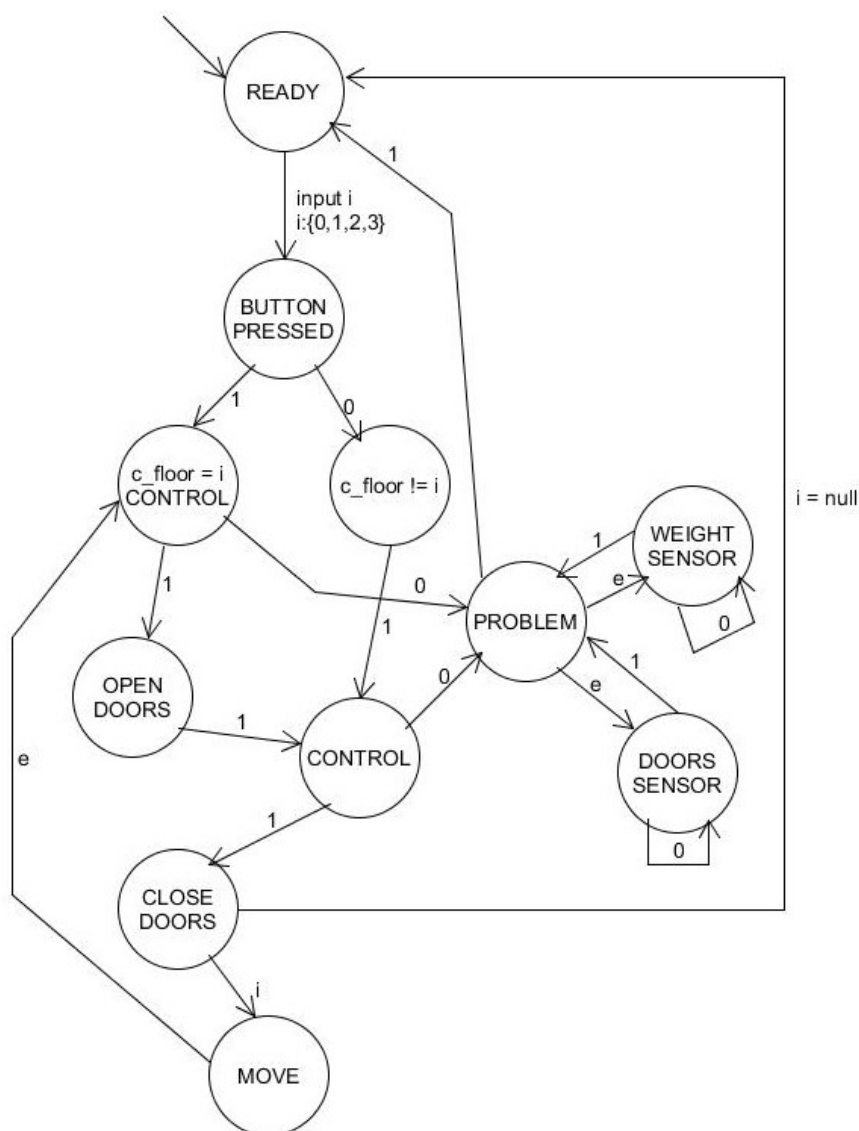 READY
1
input i
i:{0,1,2,3}
BUTTON
PRESSED
1
0
c_floor = i
CONTROL
c_floor != i
i = null
WEIGHT
SENSOR
1
e
0
1
0
PROBLEM
1
0
1
e
OPEN
DOORS
1
CONTROL
DOORS
SENSOR
0
e
1
CLOSE
DOORS
i
MOVE